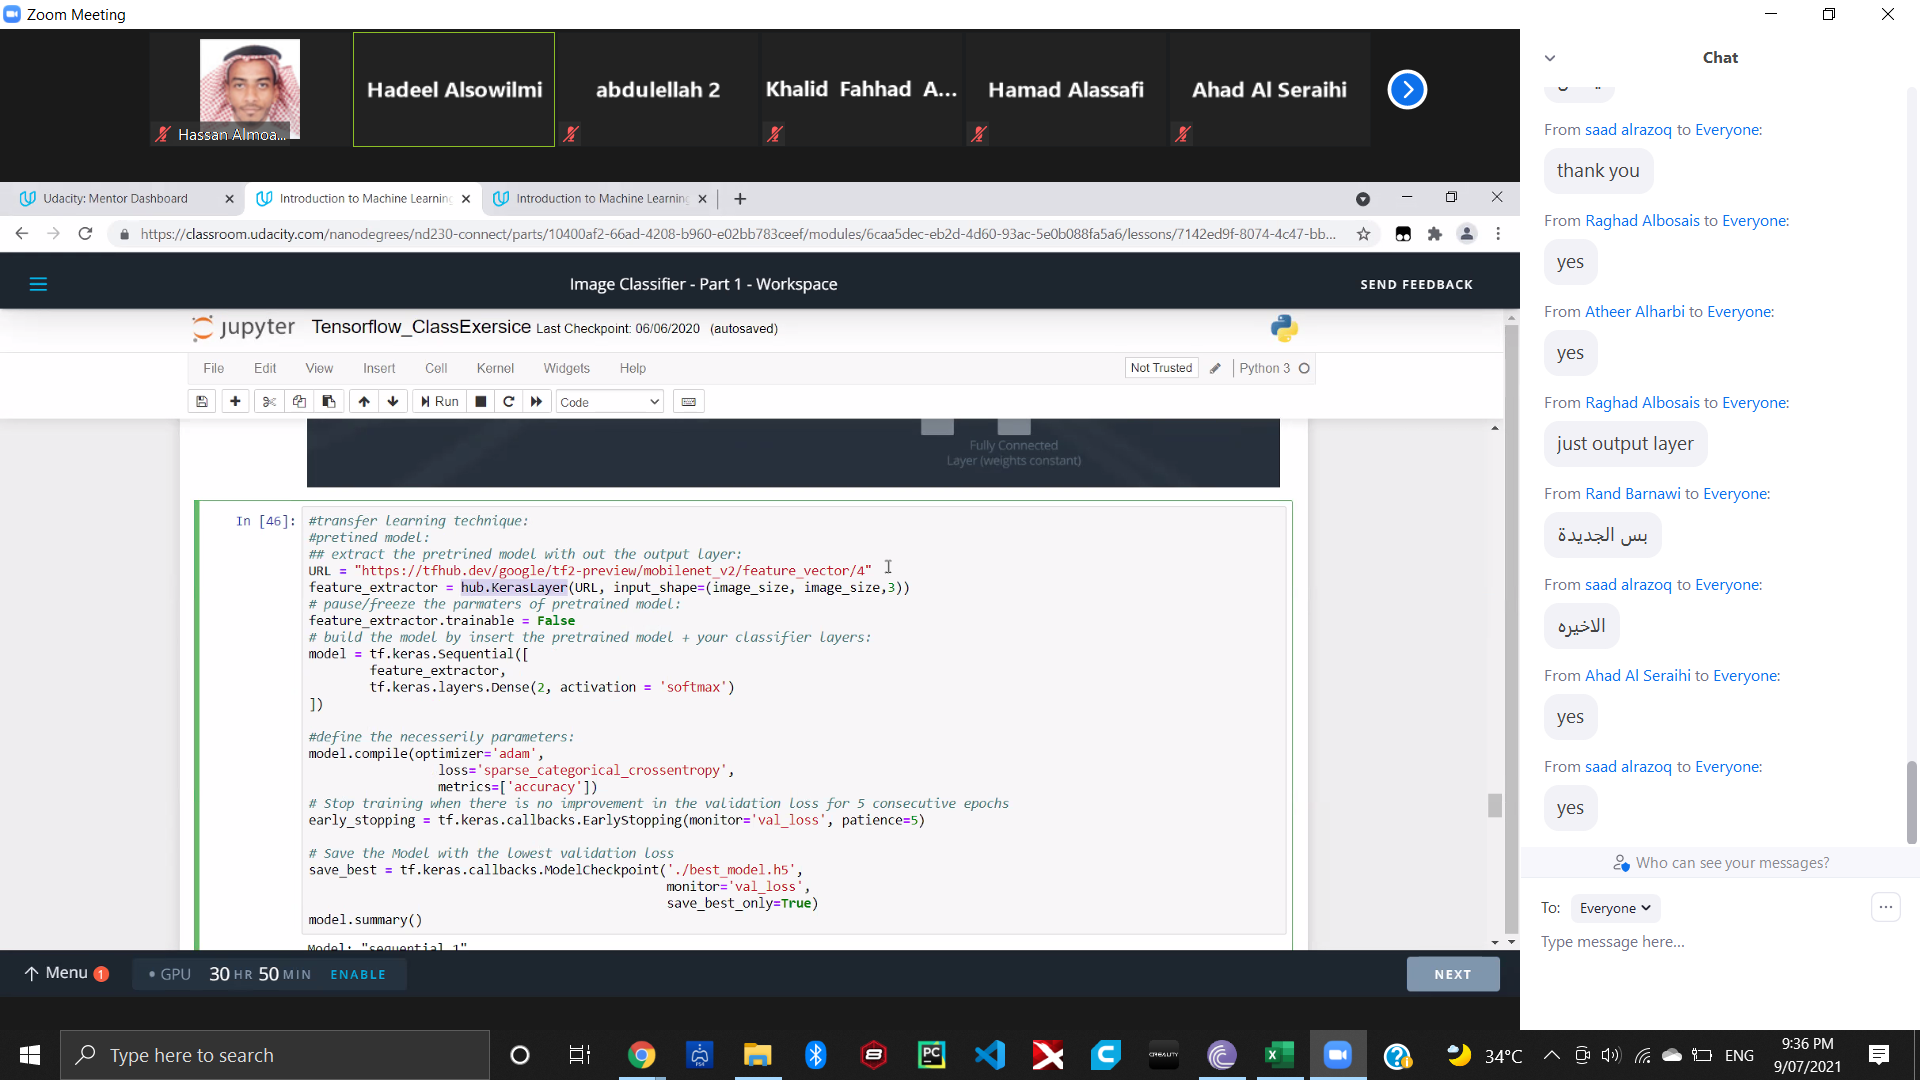 Zoom Meeting
Hassan Almoa...
Hadeel Alsowilmi
abdulellah 2
Khalid Fahhad A...
Hamad Alassafi
Ahad Al Seraihi
Udacity: Mentor Dashboard
Introduction to Machine Learning
Introduction to Machine Learning
https://classroom.udacity.com/nanodegrees/nd230-connect/parts/10400af2-66ad-4208-b960-e02bb783ceef/modules/6caa5dec-eb2d-4d60-93ac-5e0b088fa5a6/lessons/7142ed9f-8074-4c47-bb...
Image Classifier - Part 1 - Workspace
SEND FEEDBACK
jupyter Tensorflow_ClassExersice Last Checkpoint: 06/06/2020 (autosaved)
File Edit View Insert Cell Kernel Widgets Help
Not Trusted
Python 3
Run
Code
Fully Connected
Layer (weights constant)
In [46]:
#transfer learning technique:
#pretined model:
## extract the pretrined model with out the output layer:
URL = "https://tfhub.dev/google/tf2-preview/mobilenet_v2/feature_vector/4"
feature_extractor = hub.KerasLayer(URL, input_shape=(image_size, image_size,3))
# pause/freeze the parmaters of pretrained model:
feature_extractor.trainable = False
# build the model by insert the pretrained model + your classifier layers:
model = tf.keras.Sequential([
feature_extractor,
tf.keras.layers.Dense(2, activation = 'softmax')
])
#define the necesserily parameters:
model.compile(optimizer='adam',
loss='sparse_categorical_crossentropy',
metrics=['accuracy'])
# Stop training when there is no improvement in the validation loss for 5 consecutive epochs
early_stopping = tf.keras.callbacks.EarlyStopping(monitor='val_loss', patience=5)
# Save the Model with the lowest validation loss
save_best = tf.keras.callbacks.ModelCheckpoint('./best_model.h5',
monitor='val_loss',
save_best_only=True)
model.summary()
Model: "sequential_1"
Menu 1
GPU 30 HR 50 MIN ENABLE
NEXT
Chat
From saad alrazoq to Everyone:
thank you
From Raghad Albosais to Everyone:
yes
From Atheer Alharbi to Everyone:
yes
From Raghad Albosais to Everyone:
just output layer
From Rand Barnawi to Everyone:
بس الجديدة
From saad alrazoq to Everyone:
الاخيره
From Ahad Al Seraihi to Everyone:
yes
From saad alrazoq to Everyone:
yes
Who can see your messages?
To: Everyone
Type message here...
Type here to search
34°C
ENG
9:36 PM
9/07/2021